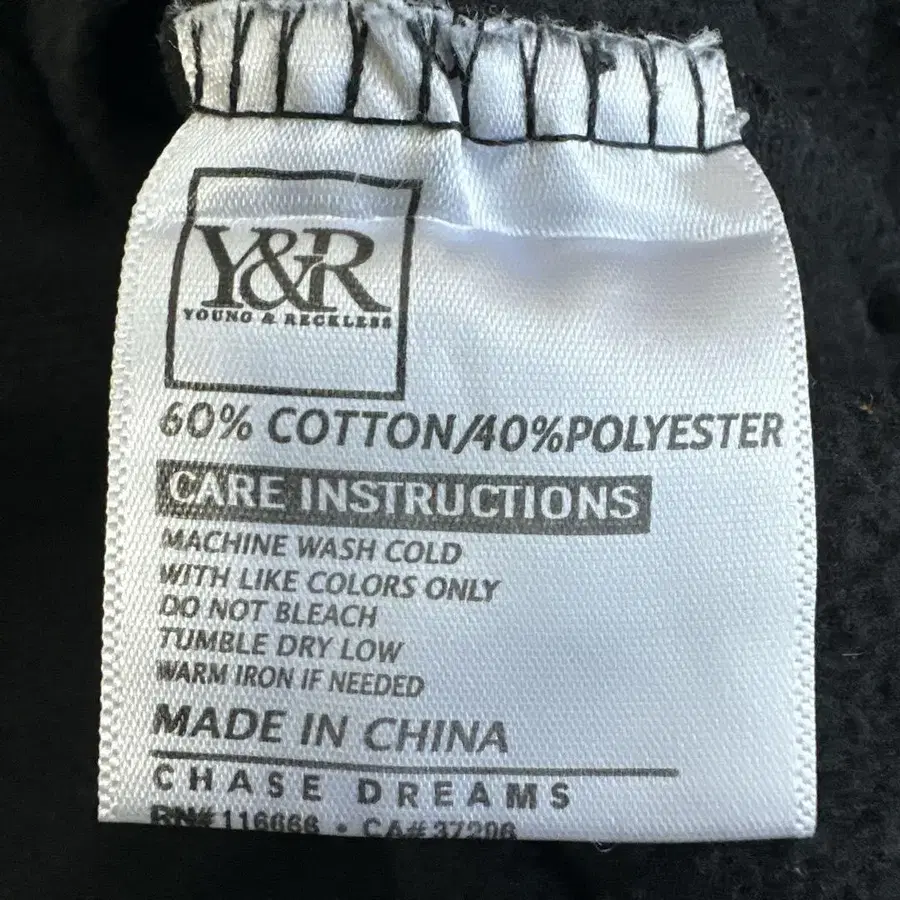 Y&R
YOUNG & RECKLESS
60% COTTON/40%POLYESTER
CARE INSTRUCTIONS
MACHINE WASH COLD
WITH LIKE COLORS ONLY
DO NOT BLEACH
TUMBLE DRY LOW
WARM IRON IF NEEDED
MADE IN CHINA
CHASE DREAMS
RN# 116666 • CA# 37206